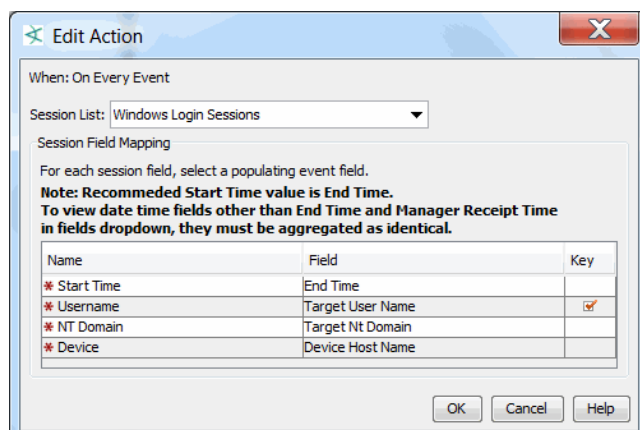 Edit Action
When: On Every Event
Session List: Windows Login Sessions
Session Field Mapping
For each session field, select a populating event field.
Note: Recommeded Start Time value is End Time.
To view date time fields other than End Time and Manager Receipt Time
in fields dropdown, they must be aggregated as identical.
Name Field Key
* Start Time End Time
* Username Target User Name
* NT Domain Target Nt Domain
* Device Device Host Name
OK Cancel Help